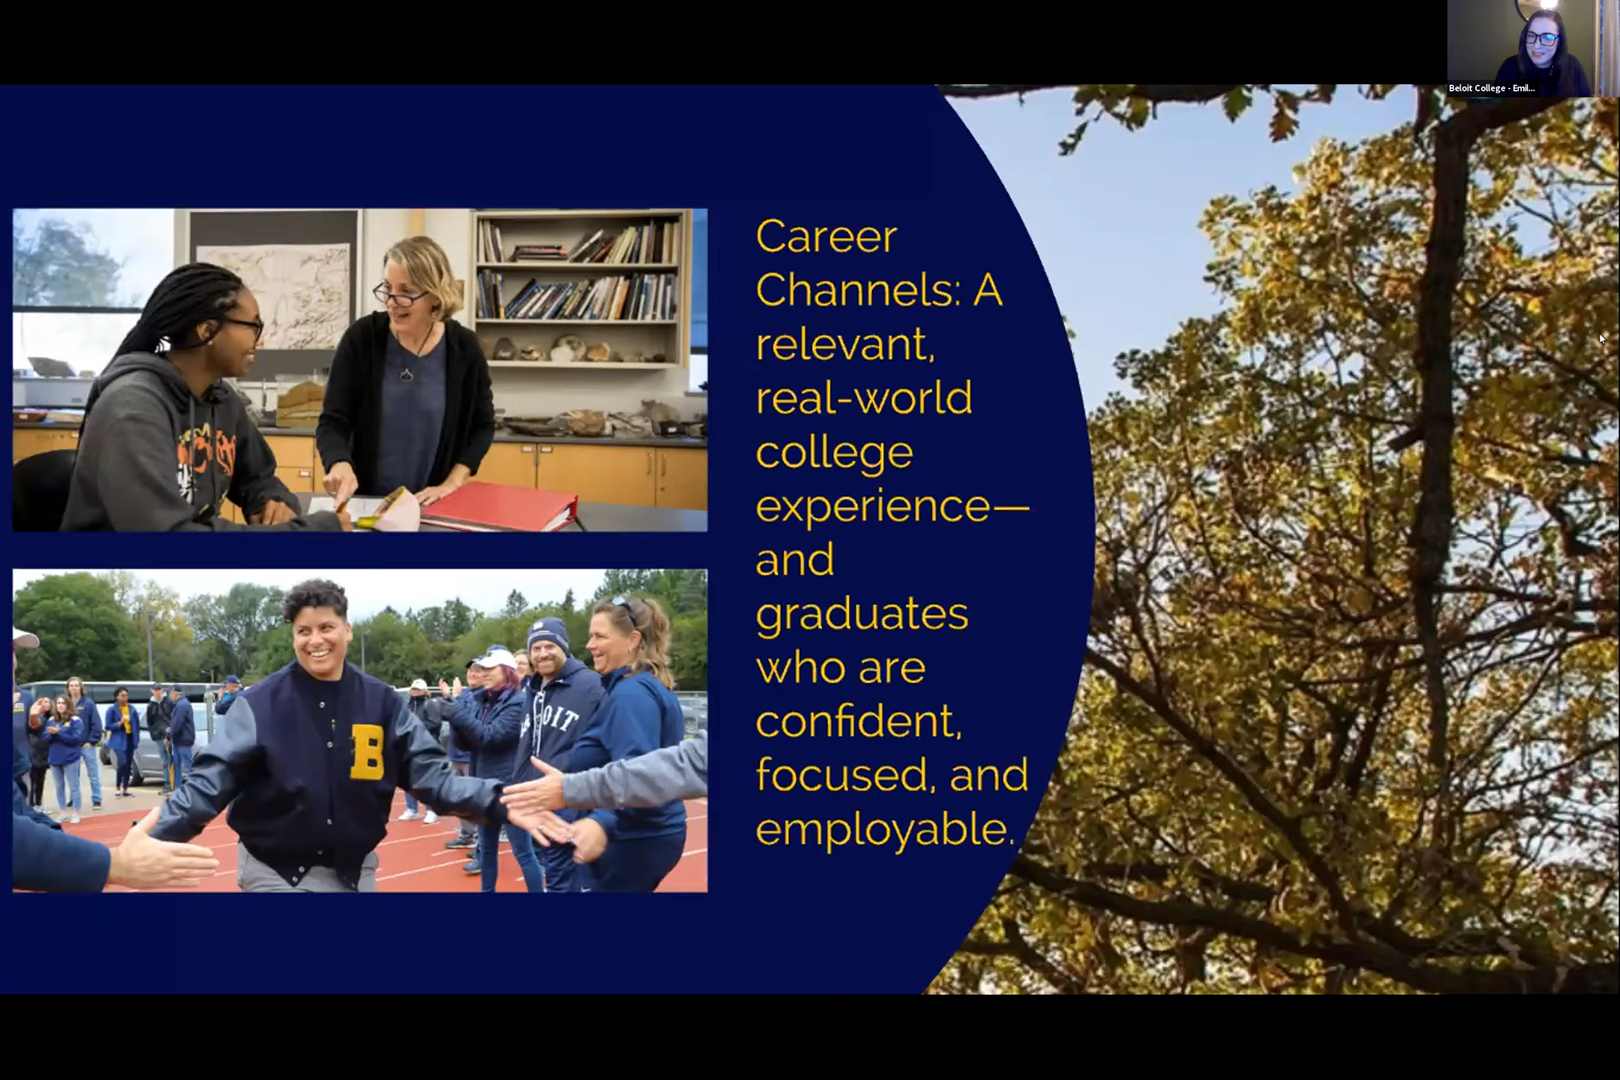 Beloit College - Emil...
Career
Channels: A
relevant,
real-world
college
experience—
and
graduates
who are
confident,
focused, and
employable.
B